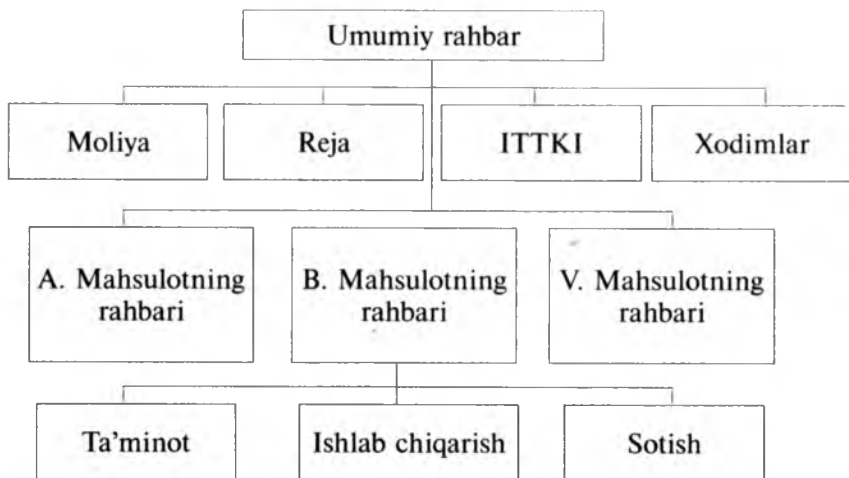 Umumiy rahbar
Moliya
Reja
ITTKI
Xodimlar
A. Mahsulotning
rahbari
B. Mahsulotning
rahbari
V. Mahsulotning
rahbari
Ta'minot
Ishlab chiqarish
Sotish